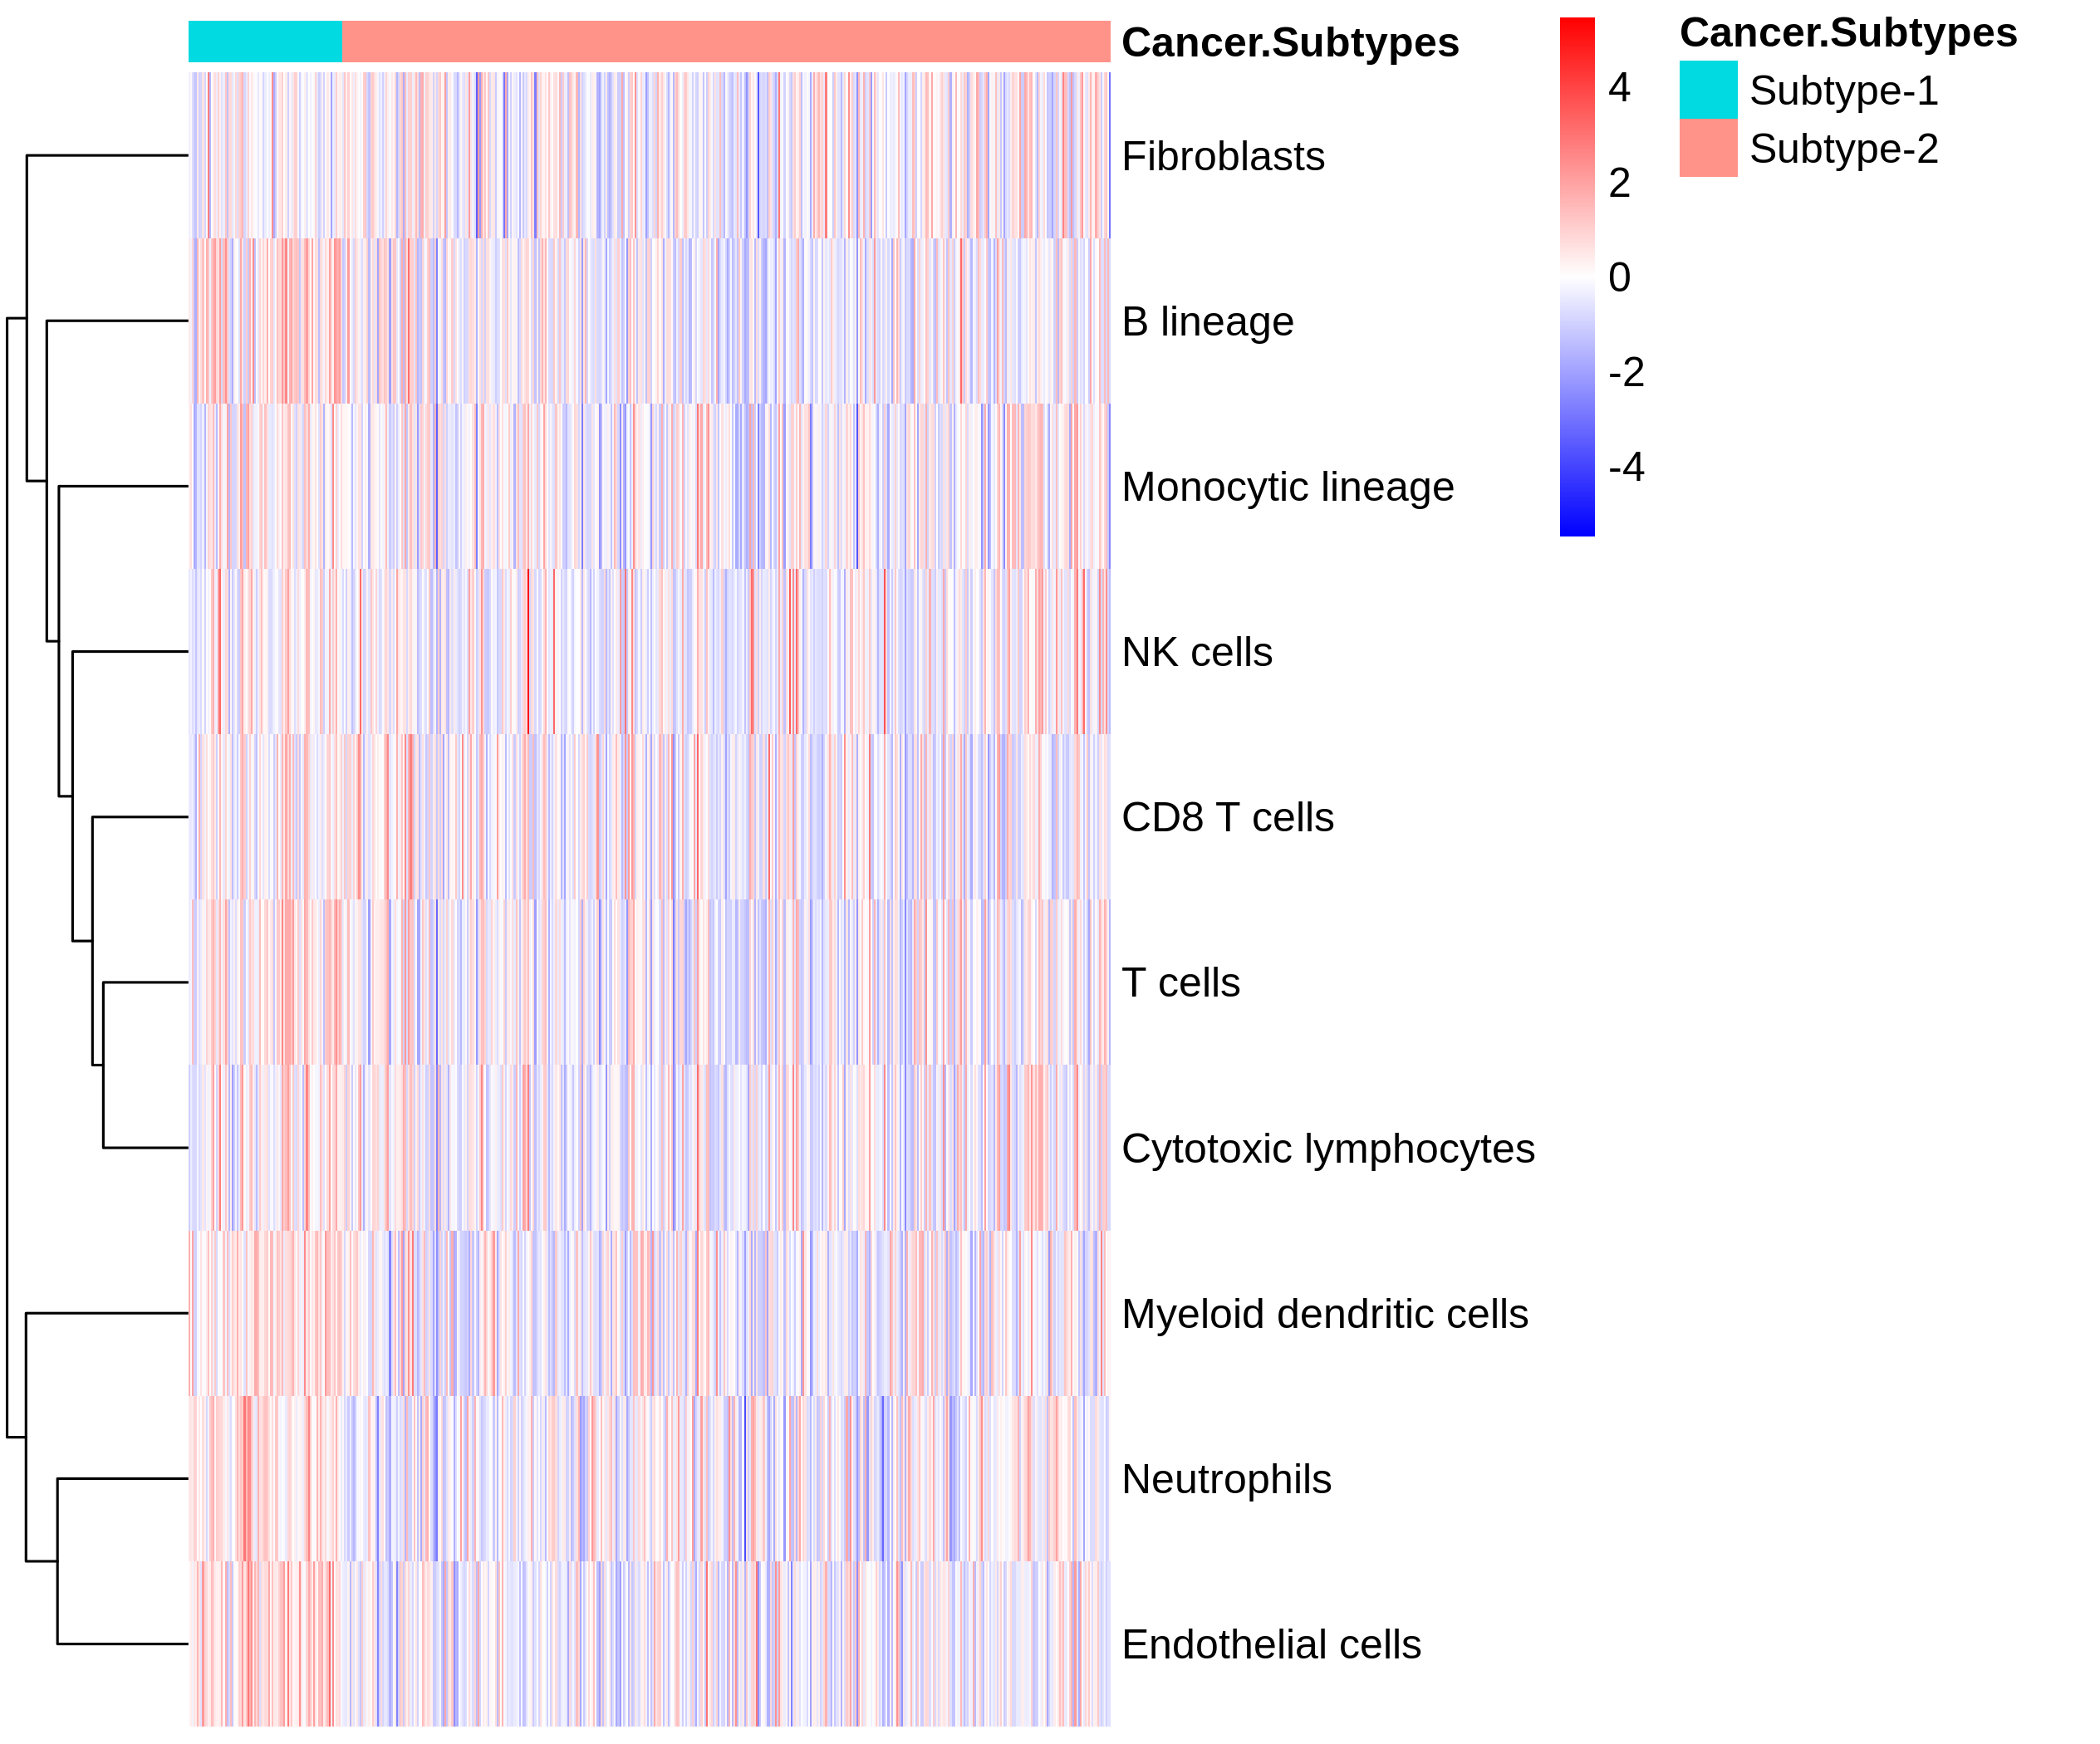 Cancer.Subtypes
Fibroblasts
B lineage
Monocytic lineage
NK cells
CD8 T cells
T cells
Cytotoxic lymphocytes
Myeloid dendritic cells
Neutrophils
Endothelial cells
4
2
0
-2
-4
Cancer.Subtypes
Subtype-1
Subtype-2